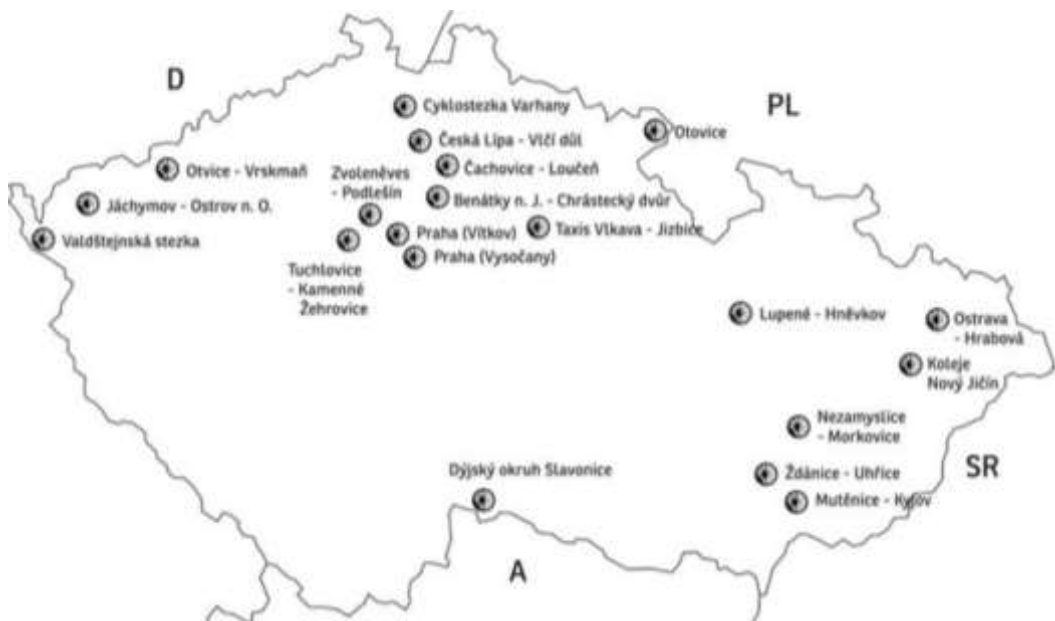 D
PL
Cyklostezka Varhany
Otovice
Česká Lípa - Vlčí důl
Otvice - Vrskmaň
Zvoleněves
- Podlešín
Čachovice - Loučeň
Jáchymov - Ostrov n. O.
Benátky n. J. - Chrástecký dvůr
Valdštejnská stezka
Praha (Vítkov)
Taxis Vlkava - Jizbice
Praha (Vysočany)
Tuchlovice
- Kamenné
Žehrovice
Lupené - Hněvkov
Ostrava
- Hrabová
Koleje
Nový Jičín
Nezamyslice
- Morkovice
SR
Dýjský okruh Slavonice
Ždánice - Uhřice
Mutěnice - Kyjov
A